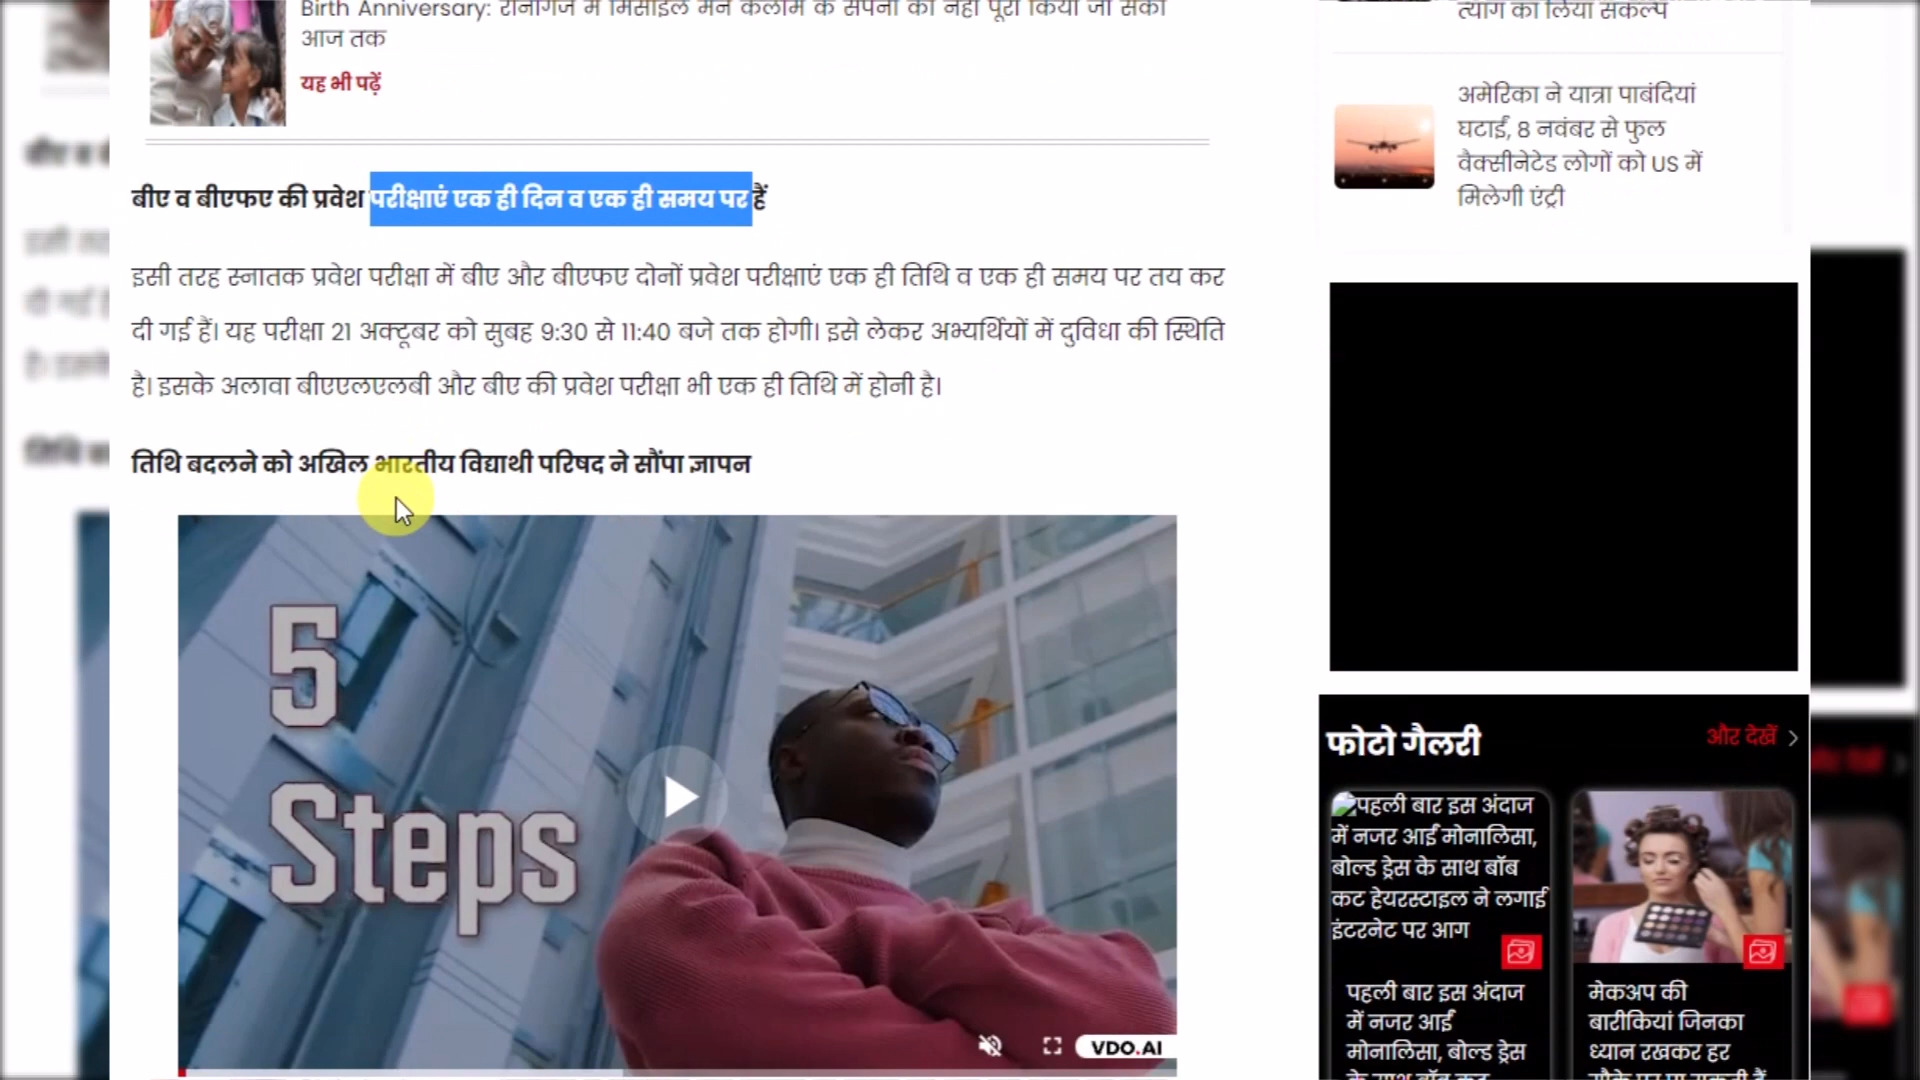 Birth Anniversary: रानीगंज में मिसाइल मैन कलाम के सपनों को नहीं पूरा किया जा सका
आज तक
यह भी पढ़ें
बीए व बीएफए की प्रवेश परीक्षाएं एक ही दिन व एक ही समय पर हैं
इसी तरह स्नातक प्रवेश परीक्षा में बीए और बीएफए दोनों प्रवेश परीक्षाएं एक ही तिथि व एक ही समय पर तय कर
दी गई हैं। यह परीक्षा 21 अक्टूबर को सुबह 9:30 से 11:40 बजे तक होगी। इसे लेकर अभ्यर्थियों में दुविधा की स्थिति
है। इसके अलावा बीएएलएलबी और बीए की प्रवेश परीक्षा भी एक ही तिथि में होनी है।
तिथि बदलने को अखिल भारतीय विद्याथी परिषद ने सौंपा ज्ञापन
5
Steps
VDO.AI
त्याग का लिया संकल्प
अमेरिका ने यात्रा पाबंदियां
घटाईं, 8 नवंबर से फुल
वैक्सीनेटेड लोगों को US में
मिलेगी एंट्री
फोटो गैलरी
और देखें
पहली बार इस अंदाज
में नजर आईं मोनालिसा,
बोल्ड ड्रेस के साथ बॉब
कट हेयरस्टाइल ने लगाई
इंटरनेट पर आग
पहली बार इस अंदाज
में नजर आईं
मोनालिसा, बोल्ड ड्रेस
मेकअप की
बारीकियां जिनका
ध्यान रखकर हर